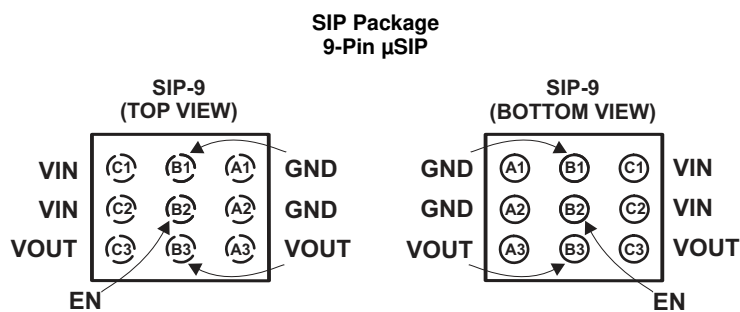 SIP Package
9-Pin µSIP
SIP-9
(TOP VIEW)
VIN C1 B1 A1 GND
VIN C2 B2 A2 GND
VOUT C3 B3 A3 VOUT
EN
SIP-9
(BOTTOM VIEW)
GND A1 B1 C1 VIN
GND A2 B2 C2 VIN
VOUT A3 B3 C3 VOUT
EN